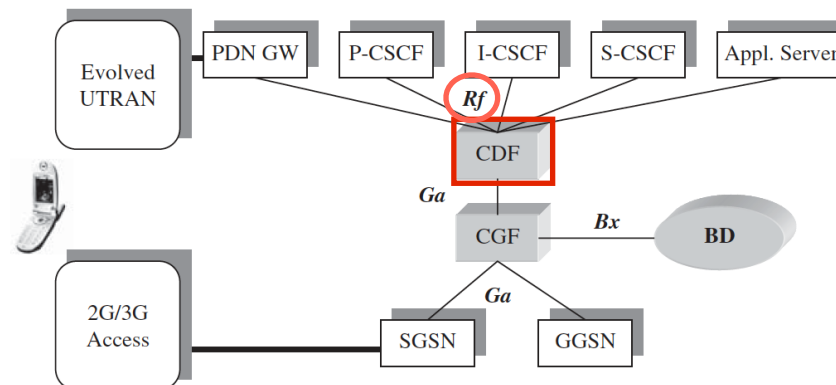 PDN GW
P-CSCF
I-CSCF
S-CSCF
Appl. Server
Evolved
UTRAN
Rf
CDF
Ga
CGF
Bx
BD
Ga
2G/3G
Access
SGSN
GGSN